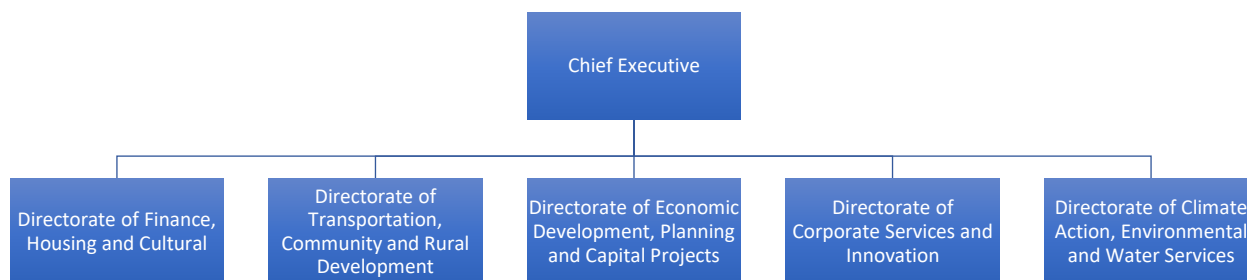 Chief Executive
Directorate of Finance,
Housing and Cultural
Directorate of
Transportation,
Community and Rural
Development
Directorate of Economic
Development, Planning
and Capital Projects
Directorate of
Corporate Services and
Innovation
Directorate of Climate
Action, Environmental
and Water Services